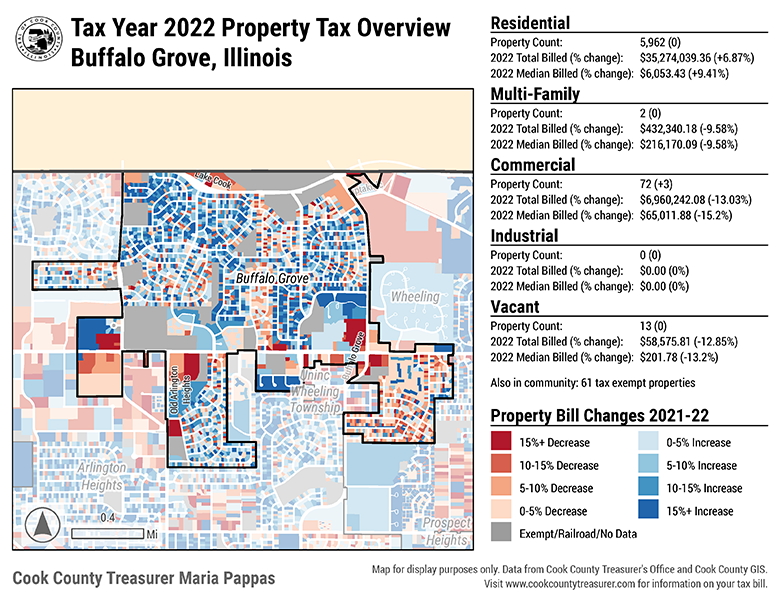 Tax Year 2022 Property Tax Overview
Buffalo Grove, Illinois
Residential
Property Count: 5,962 (0)
2022 Total Billed (% change): $35,274,039.36 (+6.87%)
2022 Median Billed (% change): $6,053.43 (+9.41%)
Multi-Family
Property Count: 2 (0)
2022 Total Billed (% change): $432,340.18 (-9.58%)
2022 Median Billed (% change): $216,170.09 (-9.58%)
Commercial
Property Count: 72 (+3)
2022 Total Billed (% change): $6,960,242.08 (-13.03%)
2022 Median Billed (% change): $65,011.88 (-15.2%)
Industrial
Property Count: 0 (0)
2022 Total Billed (% change): $0.00 (0%)
2022 Median Billed (% change): $0.00 (0%)
Vacant
Property Count: 13 (0)
2022 Total Billed (% change): $58,575.81 (-12.85%)
2022 Median Billed (% change): $201.78 (-13.2%)
Also in community: 61 tax exempt properties
Property Bill Changes 2021-22
15%+ Decrease
10-15% Decrease
5-10% Decrease
0-5% Decrease
Exempt/Railroad/No Data
0-5% Increase
5-10% Increase
10-15% Increase
15%+ Increase
Lake Cook
Lake
Buffalo Grove
Wheeling
Buffalo Grove
Old Arlington
Heights
Uninc
Wheeling
Township
Arlington
Heights
Prospect
Heights
0.4
Mi
Cook County Treasurer Maria Pappas
Map for display purposes only. Data from Cook County Treasurer's Office and Cook County GIS.
Visit www.cookcountytreasurer.com for information on your tax bill.